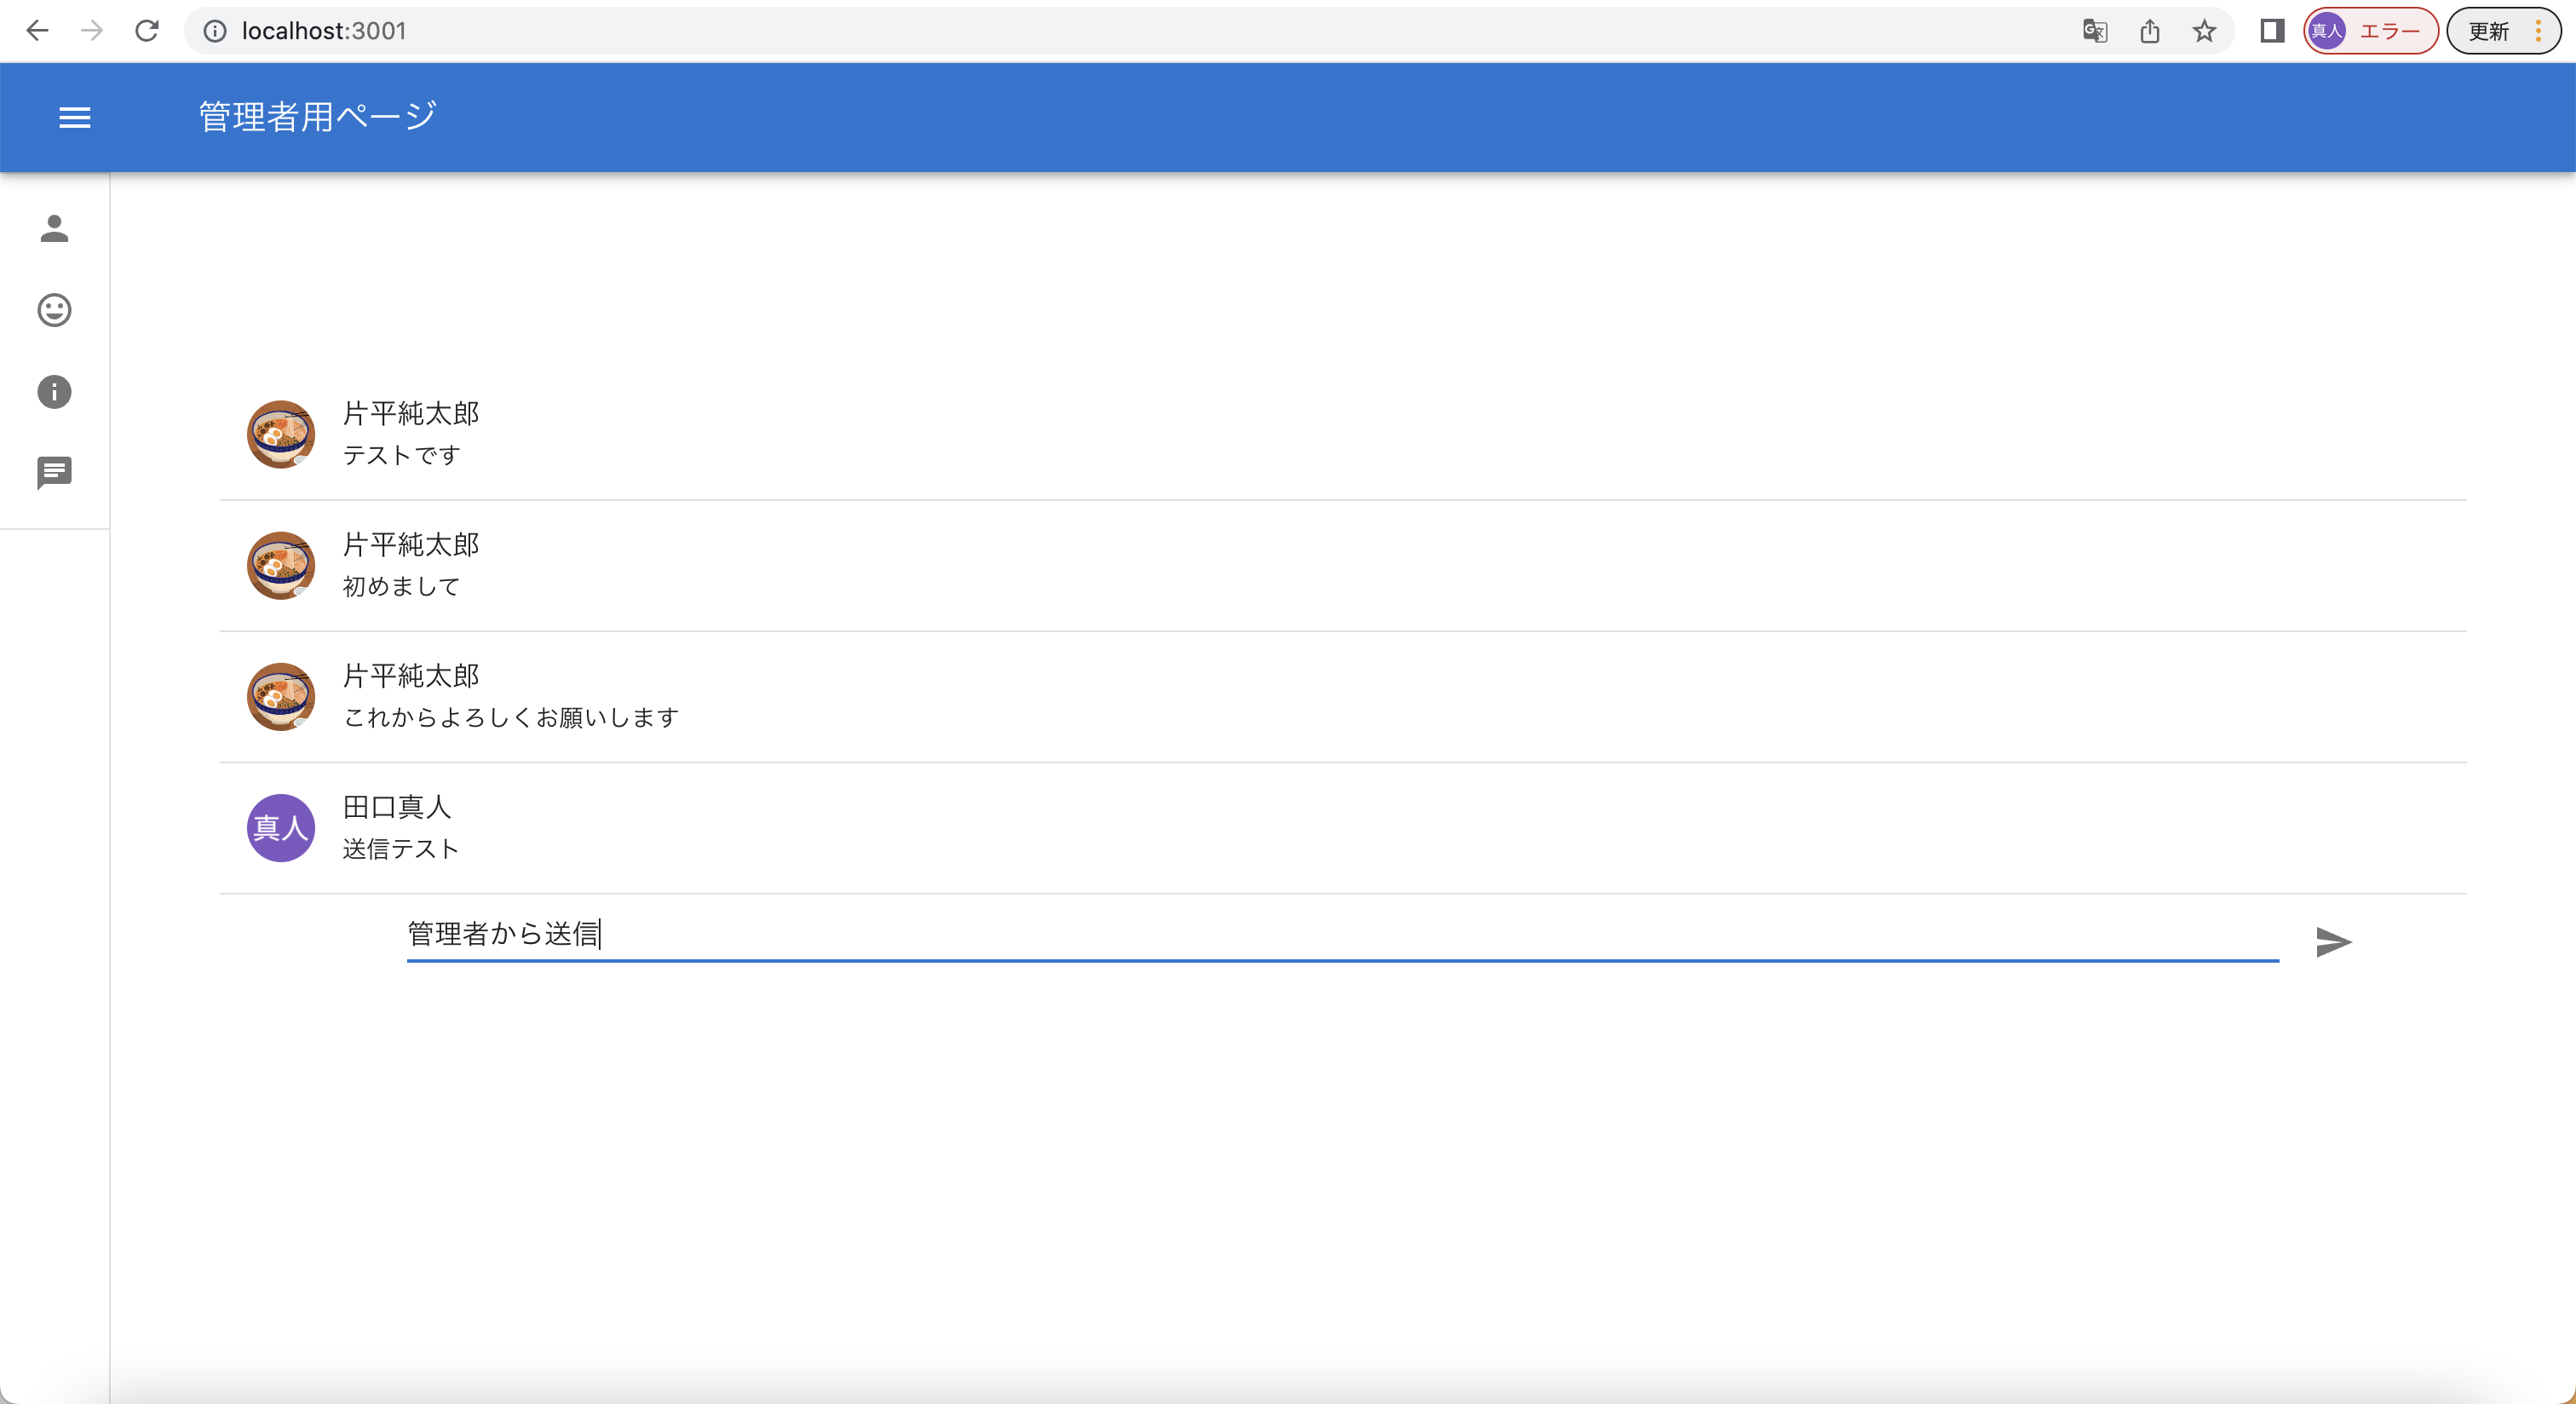 localhost:3001
真人 エラー
更新
管理者用ページ
片平純太郎
テストです
片平純太郎
初めまして
片平純太郎
これからよろしくお願いします
真人
田口真人
送信テスト
管理者から送信